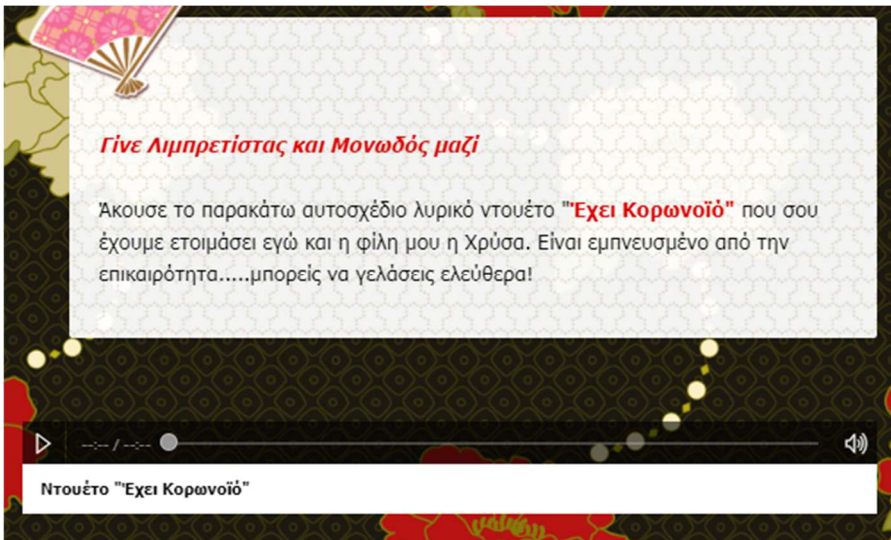 Γίνε Λιμπρετίστας και Μονωδός μαζί
Άκουσε το παρακάτω αυτοσχέδιο λυρικό ντουέτο "Έχει Κορωνοϊό" που σου
έχουμε ετοιμάσει εγώ και η φίλη μου η Χρύσα. Είναι εμπνευσμένο από την
επικαιρότητα.....μπορείς να γελάσεις ελεύθερα!
--:-- / --:--
Ντουέτο "Έχει Κορωνοϊό"